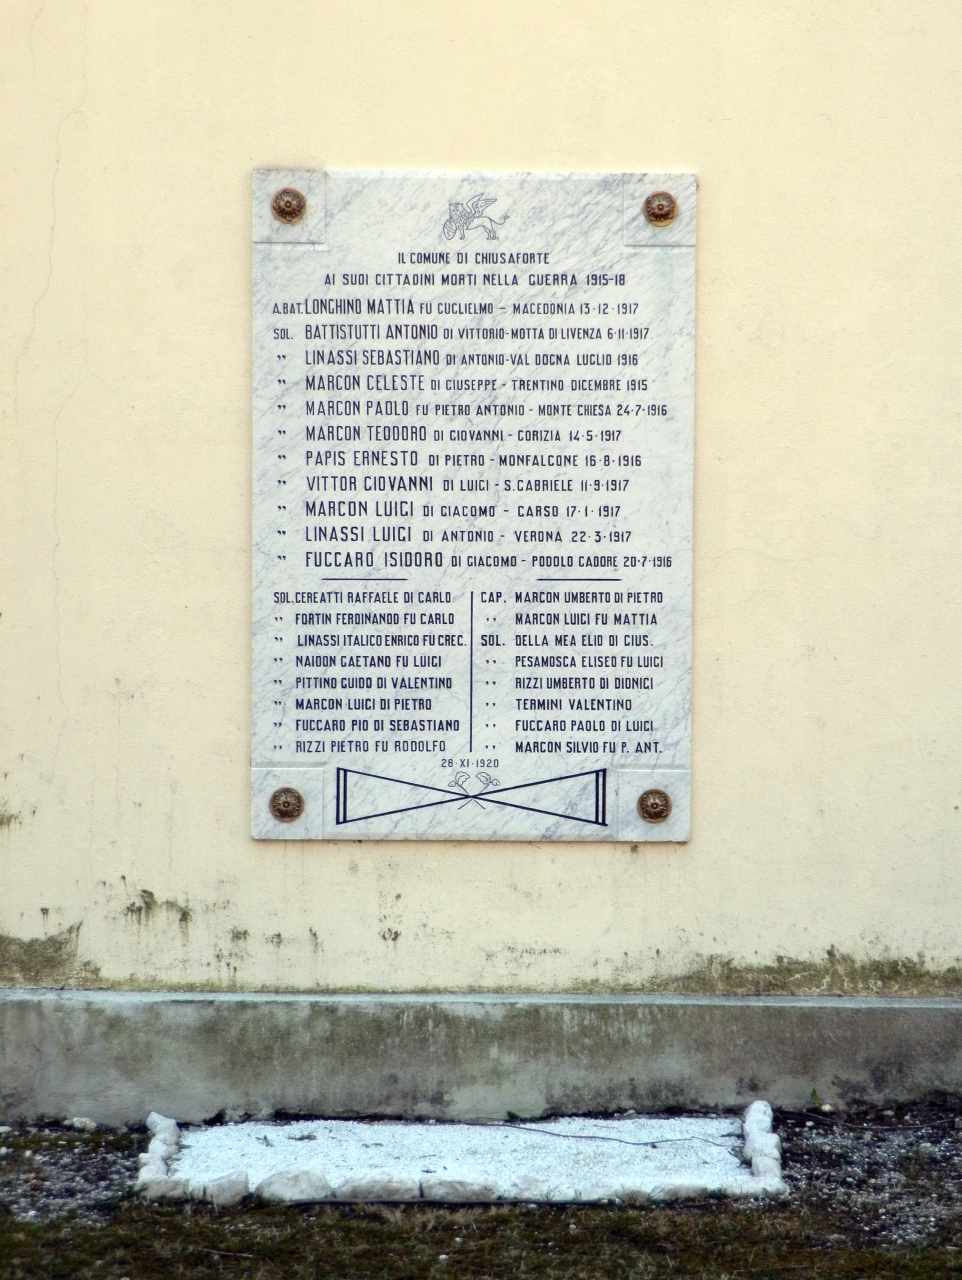 IL COMUNE DI CHIUSAFORTE
AI SUOI CITTADINI MORTI NELLA GUERRA 1915-18
A.BAT. LONGHINO MATTIA FU GUGLIELMO - MACEDONIA 13·12·1917
SOL. BATTISTUTTI ANTONIO DI VITTORIO-MOTTA DI LIVENZA 6·11·1917
" LINASSI SEBASTIANO DI ANTONIO-VAL DOGNA LUGLIO 1916
" MARCON CELESTE DI GIUSEPPE - TRENTINO DICEMBRE 1915
" MARCON PAOLO FU PIETRO ANTONIO - MONTE CHIESA 24·7·1916
" MARCON TEODORO DI GIOVANNI - GORIZIA 14·5·1917
" PAPIS ERNESTO DI PIETRO - MONFALCONE 16·8·1916
" VITTOR GIOVANNI DI LUIGI - S.GABRIELE 11·9·1917
" MARCON LUIGI DI GIACOMO - CARSO 17·1·1917
" LINASSI LUIGI DI ANTONIO - VERONA 22·3·1917
" FUCCARO ISIDORO DI GIACOMO - PODOLO CADORE 20·7·1916
SOL. CEREATTI RAFFAELE DI CARLO
" FORTIN FERDINANDO FU CARLO
" LINASSI ITALICO ENRICO FU GREG.
" NAIDON GAETANO FU LUIGI
" PITTINO GUIDO DI VALENTINO
" MARCON LUIGI DI PIETRO
" FUCCARO PIO DI SEBASTIANO
" RIZZI PIETRO FU RODOLFO
CAP. MARCON UMBERTO DI PIETRO
" MARCON LUIGI FU MATTIA
SOL. DELLA MEA ELIO DI GIUS.
" PESAMOSCA ELISEO FU LUIGI
" RIZZI UMBERTO DI DIONIGI
" TERMINI VALENTINO
" FUCCARO PAOLO DI LUIGI
" MARCON SILVIO FU P. ANT.
28·XI·1920